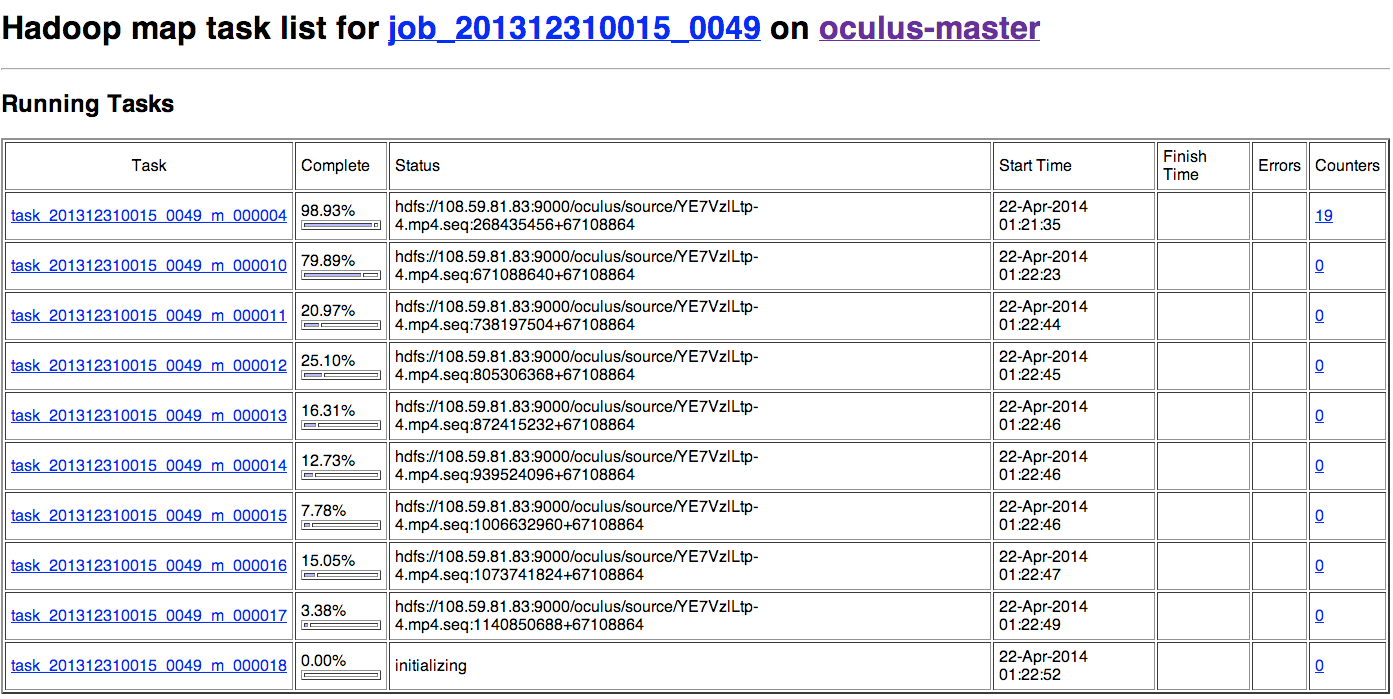 Hadoop map task list for job_201312310015_0049 on oculus-master
Running Tasks
Task Complete Status Start Time Finish Time Errors Counters
task_201312310015_0049_m_000004 98.93% hdfs://108.59.81.83:9000/oculus/source/YE7VzlLtp-4.mp4.seq:268435456+67108864 22-Apr-2014 01:21:35 19
task_201312310015_0049_m_000010 79.89% hdfs://108.59.81.83:9000/oculus/source/YE7VzlLtp-4.mp4.seq:671088640+67108864 22-Apr-2014 01:22:23 0
task_201312310015_0049_m_000011 20.97% hdfs://108.59.81.83:9000/oculus/source/YE7VzlLtp-4.mp4.seq:738197504+67108864 22-Apr-2014 01:22:44 0
task_201312310015_0049_m_000012 25.10% hdfs://108.59.81.83:9000/oculus/source/YE7VzlLtp-4.mp4.seq:805306368+67108864 22-Apr-2014 01:22:45 0
task_201312310015_0049_m_000013 16.31% hdfs://108.59.81.83:9000/oculus/source/YE7VzlLtp-4.mp4.seq:872415232+67108864 22-Apr-2014 01:22:46 0
task_201312310015_0049_m_000014 12.73% hdfs://108.59.81.83:9000/oculus/source/YE7VzlLtp-4.mp4.seq:939524096+67108864 22-Apr-2014 01:22:46 0
task_201312310015_0049_m_000015 7.78% hdfs://108.59.81.83:9000/oculus/source/YE7VzlLtp-4.mp4.seq:1006632960+67108864 22-Apr-2014 01:22:46 0
task_201312310015_0049_m_000016 15.05% hdfs://108.59.81.83:9000/oculus/source/YE7VzlLtp-4.mp4.seq:1073741824+67108864 22-Apr-2014 01:22:47 0
task_201312310015_0049_m_000017 3.38% hdfs://108.59.81.83:9000/oculus/source/YE7VzlLtp-4.mp4.seq:1140850688+67108864 22-Apr-2014 01:22:49 0
task_201312310015_0049_m_000018 0.00% initializing 22-Apr-2014 01:22:52 0